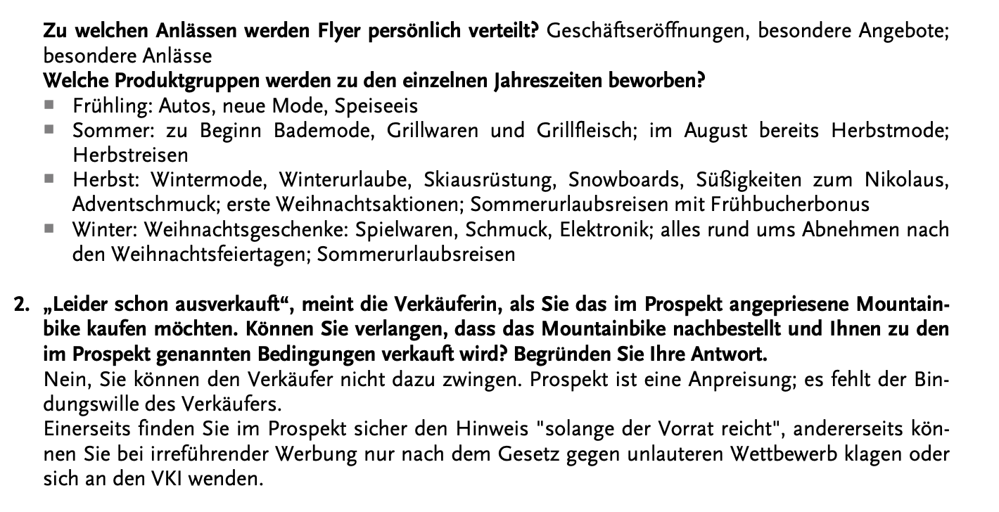 Zu welchen Anlässen werden Flyer persönlich verteilt? Geschäftseröffnungen, besondere Angebote;
besondere Anlässe
Welche Produktgruppen werden zu den einzelnen Jahreszeiten beworben?
■ Frühling: Autos, neue Mode, Speiseeis
■ Sommer: zu Beginn Bademode, Grillwaren und Grillfleisch; im August bereits Herbstmode;
Herbstreisen
■ Herbst: Wintermode, Winterurlaube, Skiausrüstung, Snowboards, Süßigkeiten zum Nikolaus,
Adventschmuck; erste Weihnachtsaktionen; Sommerurlaubsreisen mit Frühbucherbonus
■ Winter: Weihnachtsgeschenke: Spielwaren, Schmuck, Elektronik; alles rund ums Abnehmen nach
den Weihnachtsfeiertagen; Sommerurlaubsreisen
2. „Leider schon ausverkauft“, meint die Verkäuferin, als Sie das im Prospekt angepriesene Mountain-
bike kaufen möchten. Können Sie verlangen, dass das Mountainbike nachbestellt und Ihnen zu den
im Prospekt genannten Bedingungen verkauft wird? Begründen Sie Ihre Antwort.
Nein, Sie können den Verkäufer nicht dazu zwingen. Prospekt ist eine Anpreisung; es fehlt der Bin-
dungswille des Verkäufers.
Einerseits finden Sie im Prospekt sicher den Hinweis "solange der Vorrat reicht", andererseits kön-
nen Sie bei irreführender Werbung nur nach dem Gesetz gegen unlauteren Wettbewerb klagen oder
sich an den VKI wenden.